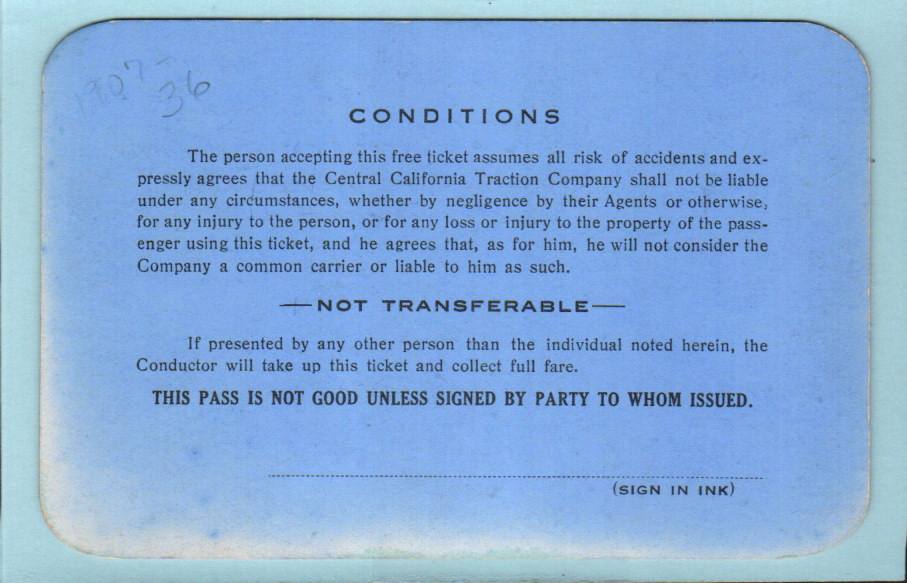 1907-
36
CONDITIONS
The person accepting this free ticket assumes all risk of accidents and ex-
pressly agrees that the Central California Traction Company shall not be liable
under any circumstances, whether by negligence by their Agents or otherwise,
for any injury to the person, or for any loss or injury to the property of the pass-
enger using this ticket, and he agrees that, as for him, he will not consider the
Company a common carrier or liable to him as such.
—NOT TRANSFERABLE—
If presented by any other person than the individual noted herein, the
Conductor will take up this ticket and collect full fare.
THIS PASS IS NOT GOOD UNLESS SIGNED BY PARTY TO WHOM ISSUED.
(SIGN IN INK)